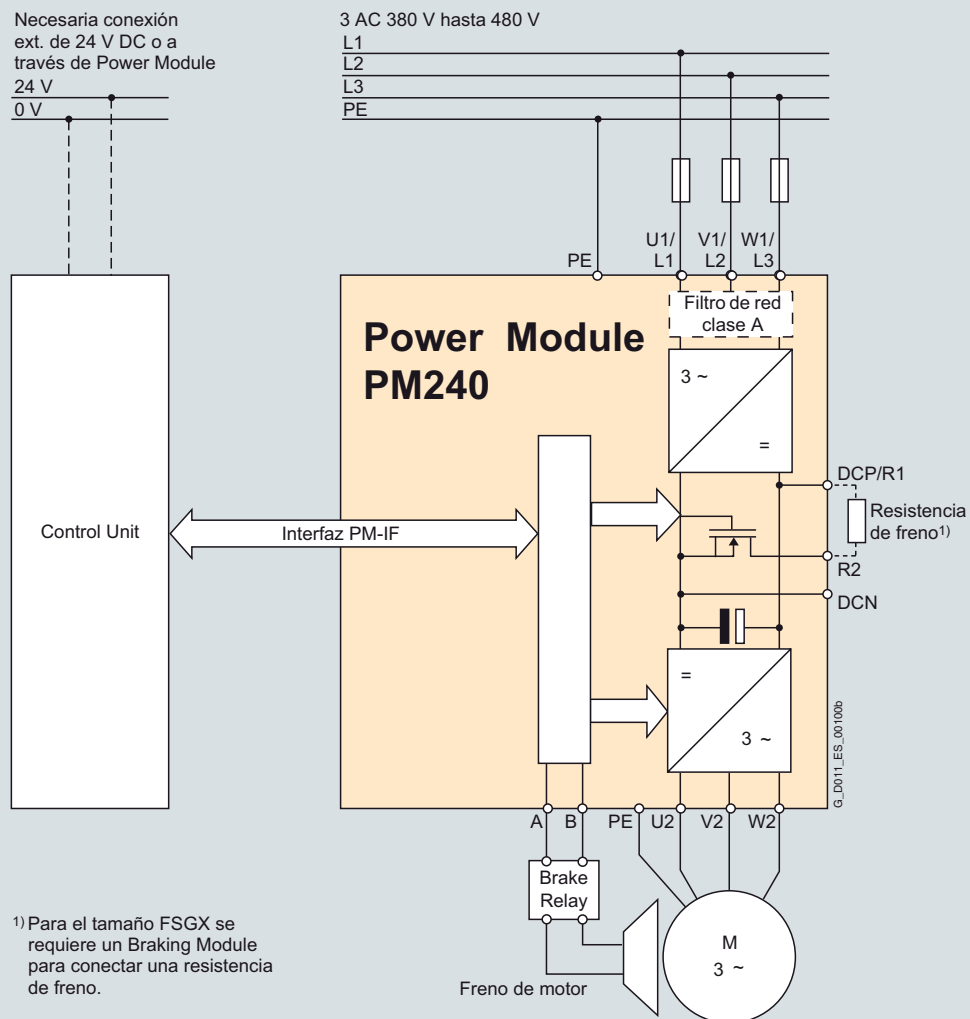 Necesaria conexión
ext. de 24 V DC o a
través de Power Module
24 V
0 V
3 AC 380 V hasta 480 V
L1
L2
L3
PE
PE
U1/
L1
V1/
L2
W1/
L3
Filtro de red
clase A
Power Module
PM240
3 ~
=
DCP/R1
Resistencia
de freno1)
R2
DCN
Control Unit
Interfaz PM-IF
=
3 ~
G_D011_ES_00100b
A
B
PE
U2
V2
W2
Brake
Relay
M
3 ~
Freno de motor
1) Para el tamaño FSGX se
requiere un Braking Module
para conectar una resistencia
de freno.